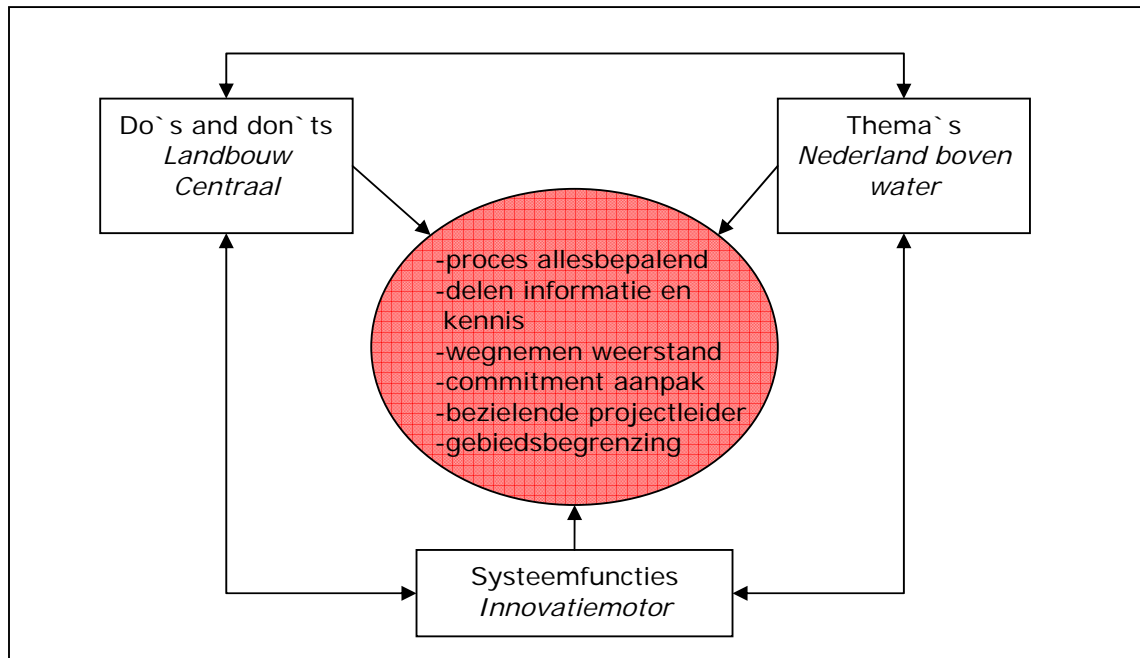 Do`s and don`ts
Landbouw
Centraal
Thema`s
Nederland boven
water
-proces allesbepalend
-delen informatie en
kennis
-wegnemen weerstand
-commitment aanpak
-bezielende projectleider
-gebiedsbegrenzing
Systeemfuncties
Innovatiemotor